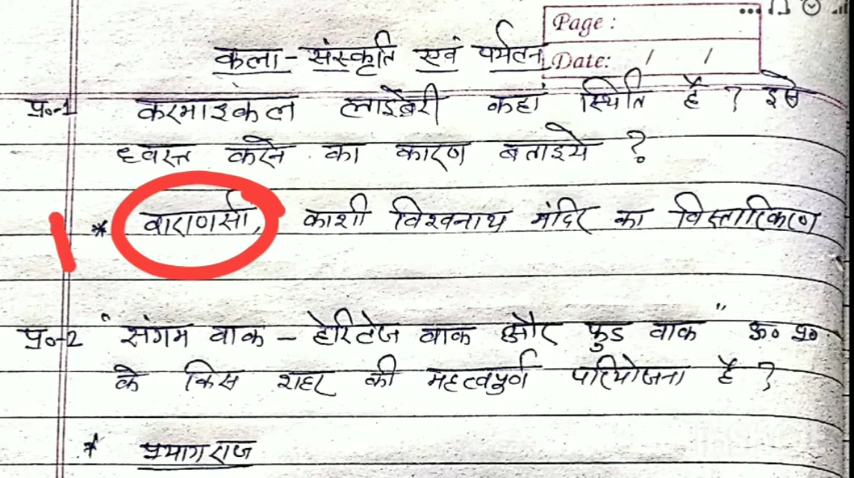 Page :
Date: / /
कला-संस्कृति एवं पर्यटन
प्र०-1 करमाइकल लाइब्रेरी कहां स्थिति है ? इसे
ध्वस्त करने का कारण बताइये ?
* वाराणसी, काशी विश्वनाथ मंदिर का विस्तारिकरण
प्र०-2 "संगम वाक - हेरिटेज वाक और फुड वाक" उ० प्र०
के किस शहर की महत्वपुर्ण परियोजना है ?
* प्रयागराज